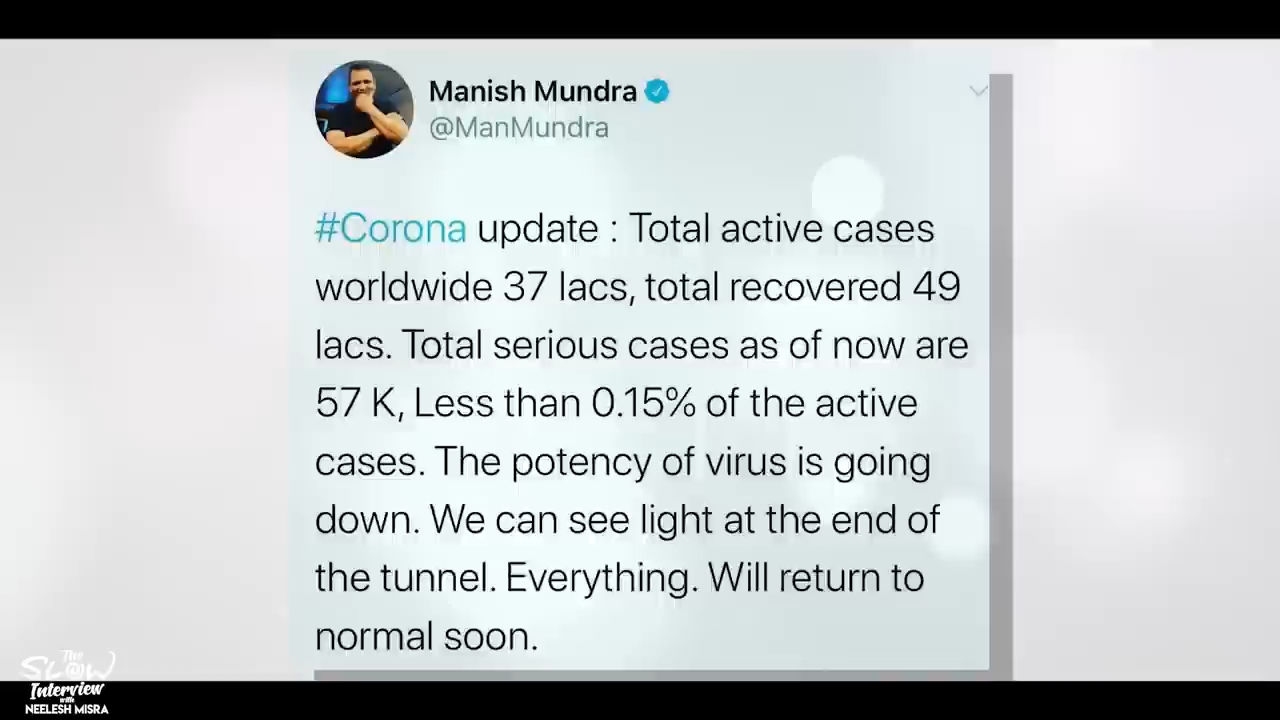 Manish Mundra
@ManMundra
#Corona update : Total active cases
worldwide 37 lacs, total recovered 49
lacs. Total serious cases as of now are
57 K, Less than 0.15% of the active
cases. The potency of virus is going
down. We can see light at the end of
the tunnel. Everything. Will return to
normal soon.
The
SLOW
Interview
with
NEELESH MISRA